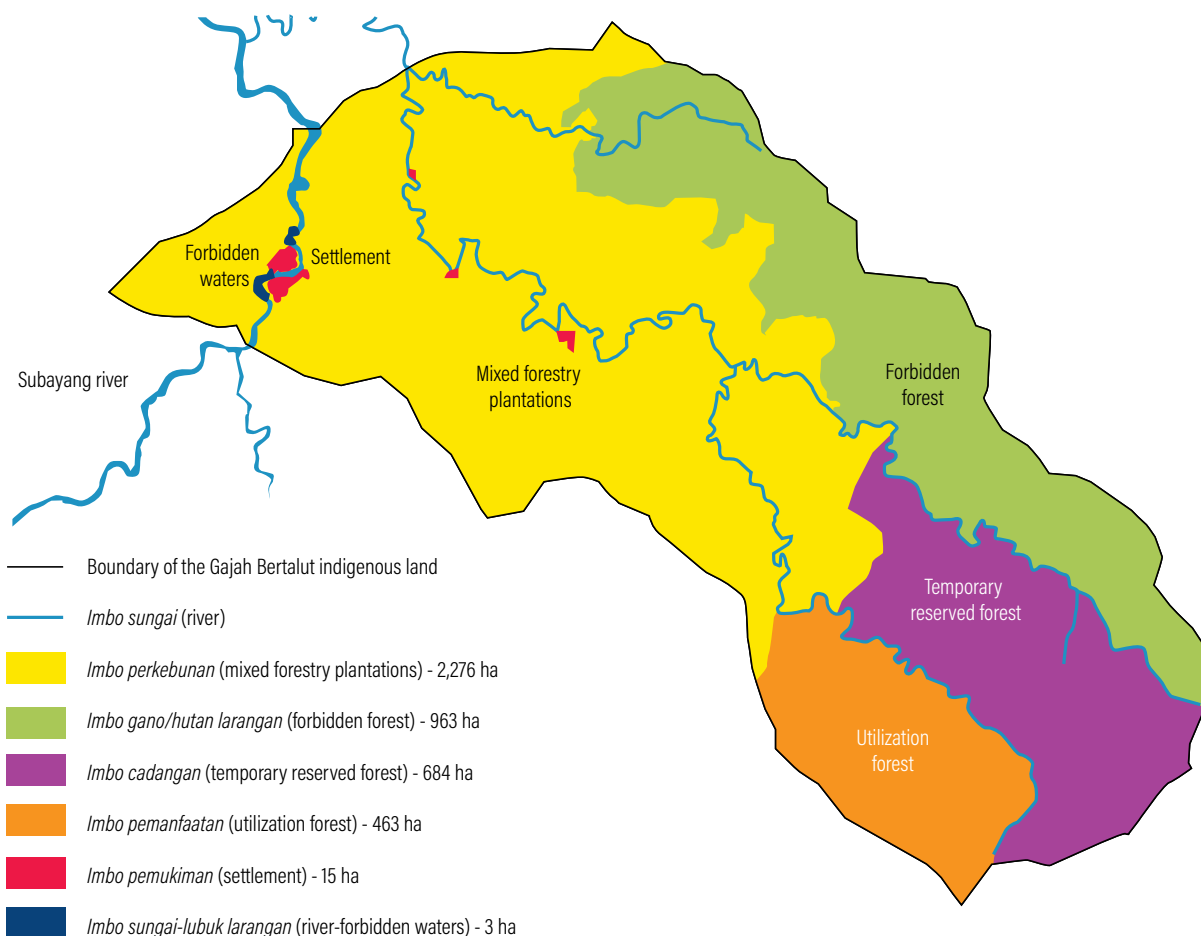 Forbidden
waters
Settlement
Subayang river
Mixed forestry
plantations
Forbidden
forest
Temporary
reserved forest
Utilization
forest
Boundary of the Gajah Bertalut indigenous land
Imbo sungai (river)
Imbo perkebunan (mixed forestry plantations) - 2,276 ha
Imbo gano/hutan larangan (forbidden forest) - 963 ha
Imbo cadangan (temporary reserved forest) - 684 ha
Imbo pemanfaatan (utilization forest) - 463 ha
Imbo pemukiman (settlement) - 15 ha
Imbo sungai-lubuk larangan (river-forbidden waters) - 3 ha